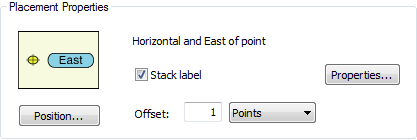 Placement Properties
East
Horizontal and East of point
Stack label
Properties...
Position...
Offset: 1 Points